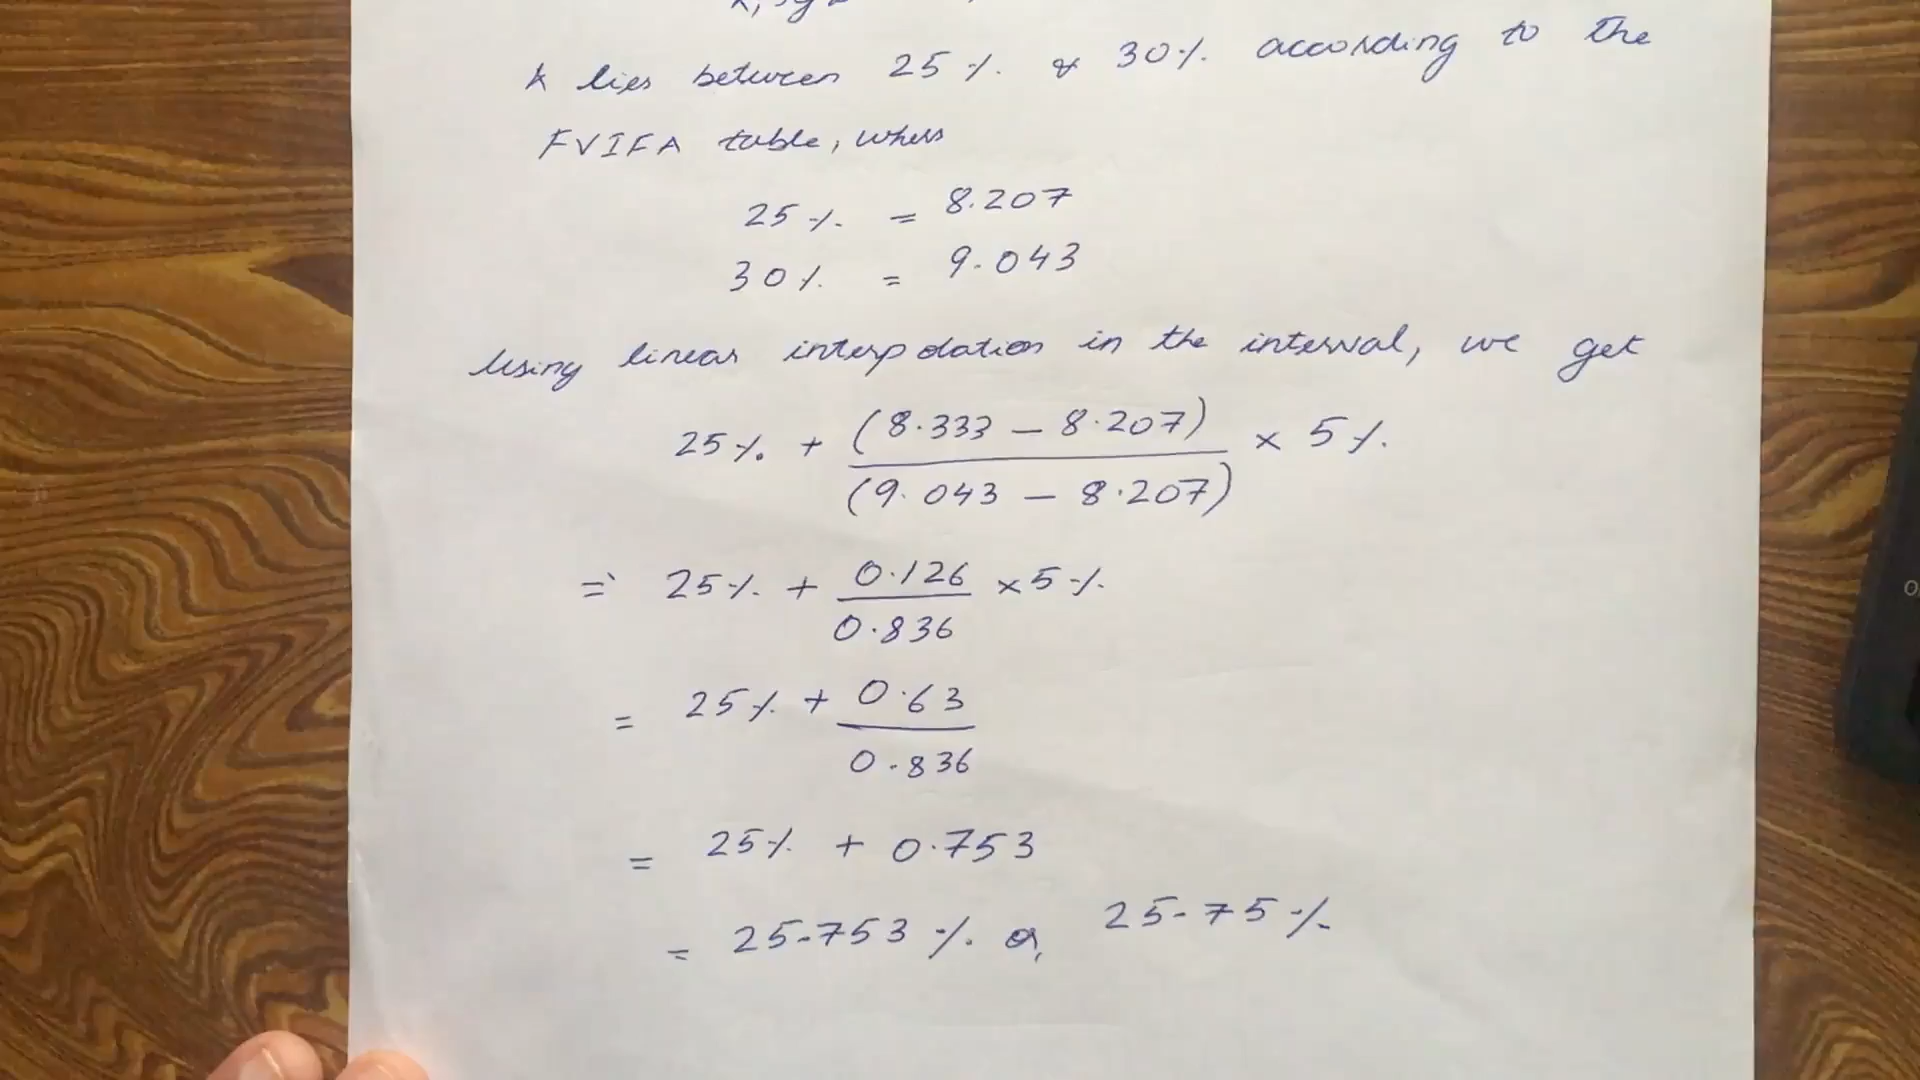 k lies between 25 %. & 30%. according to the
FVIFA table, where
25 %. = 8.207
30%. = 9.043
Using linear interpolation in the interval, we get
25%. + (8.333 - 8.207) / (9.043 - 8.207) x 5%.
=> 25%. + 0.126 / 0.836 x 5%.
= 25%. + 0.63 / 0.836
= 25%. + 0.753
= 25.753 %. or, 25.75 %.